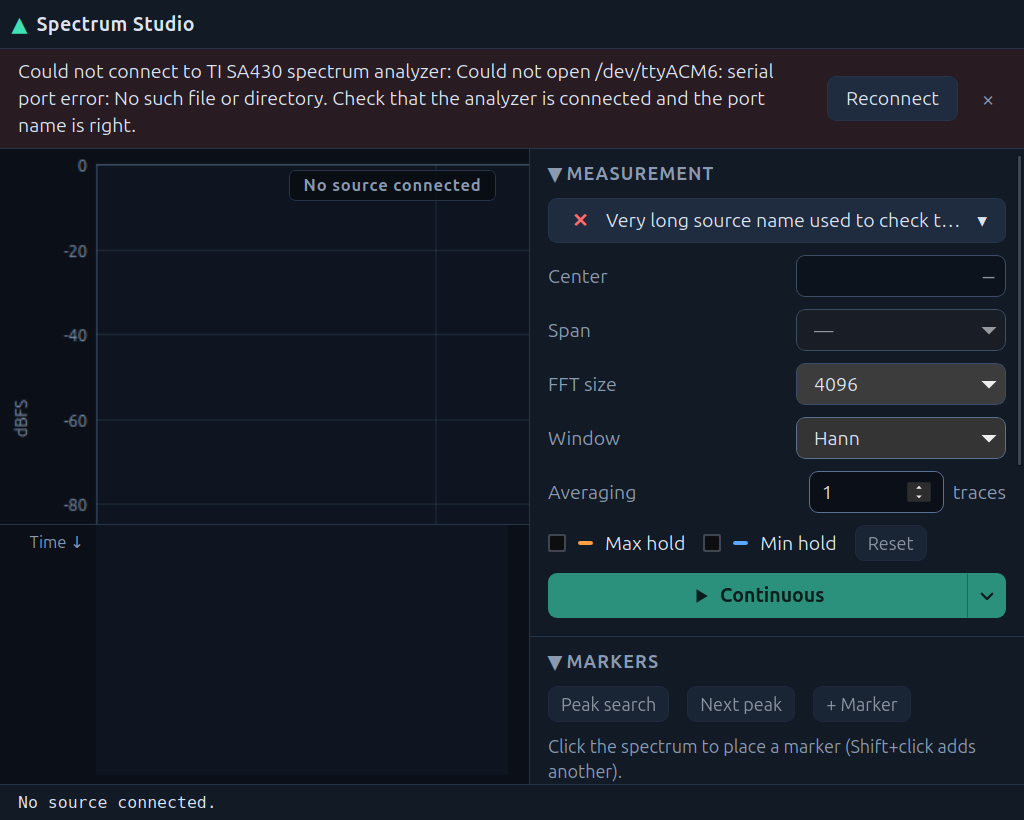 Spectrum Studio
Could not connect to TI SA430 spectrum analyzer: Could not open /dev/ttyACM6: serial
port error: No such file or directory. Check that the analyzer is connected and the port
name is right.
Reconnect ×
0
No source connected
-20
-40
-60
-80
dBFS
Time ↓
▼ MEASUREMENT
✕ Very long source name used to check t… ▼
Center –
Span —
FFT size 4096
Window Hann
Averaging 1 traces
Max hold Min hold Reset
▶ Continuous
▼ MARKERS
Peak search Next peak + Marker
Click the spectrum to place a marker (Shift+click adds
another).
No source connected.